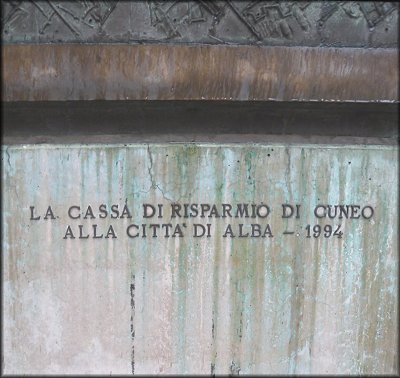 LA CASSA DI RISPARMIO DI CUNEO
ALLA CITTA' DI ALBA - 1994